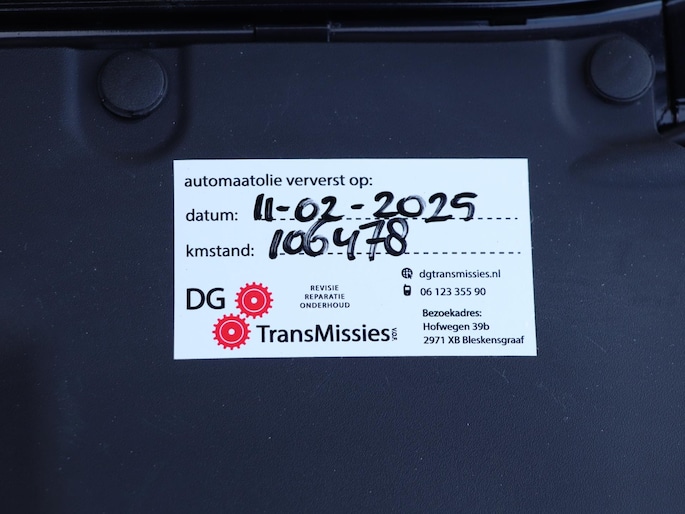 automaatolie ververst op:
datum: 11-02-2025
kmstand: 106478
dgtransmissies.nl
06 123 355 90
DG
TransMissies v.o.f.
REVISIE
REPARATIE
ONDERHOUD
Bezoekadres:
Hofwegen 39b
2971 XB Bleskensgraaf